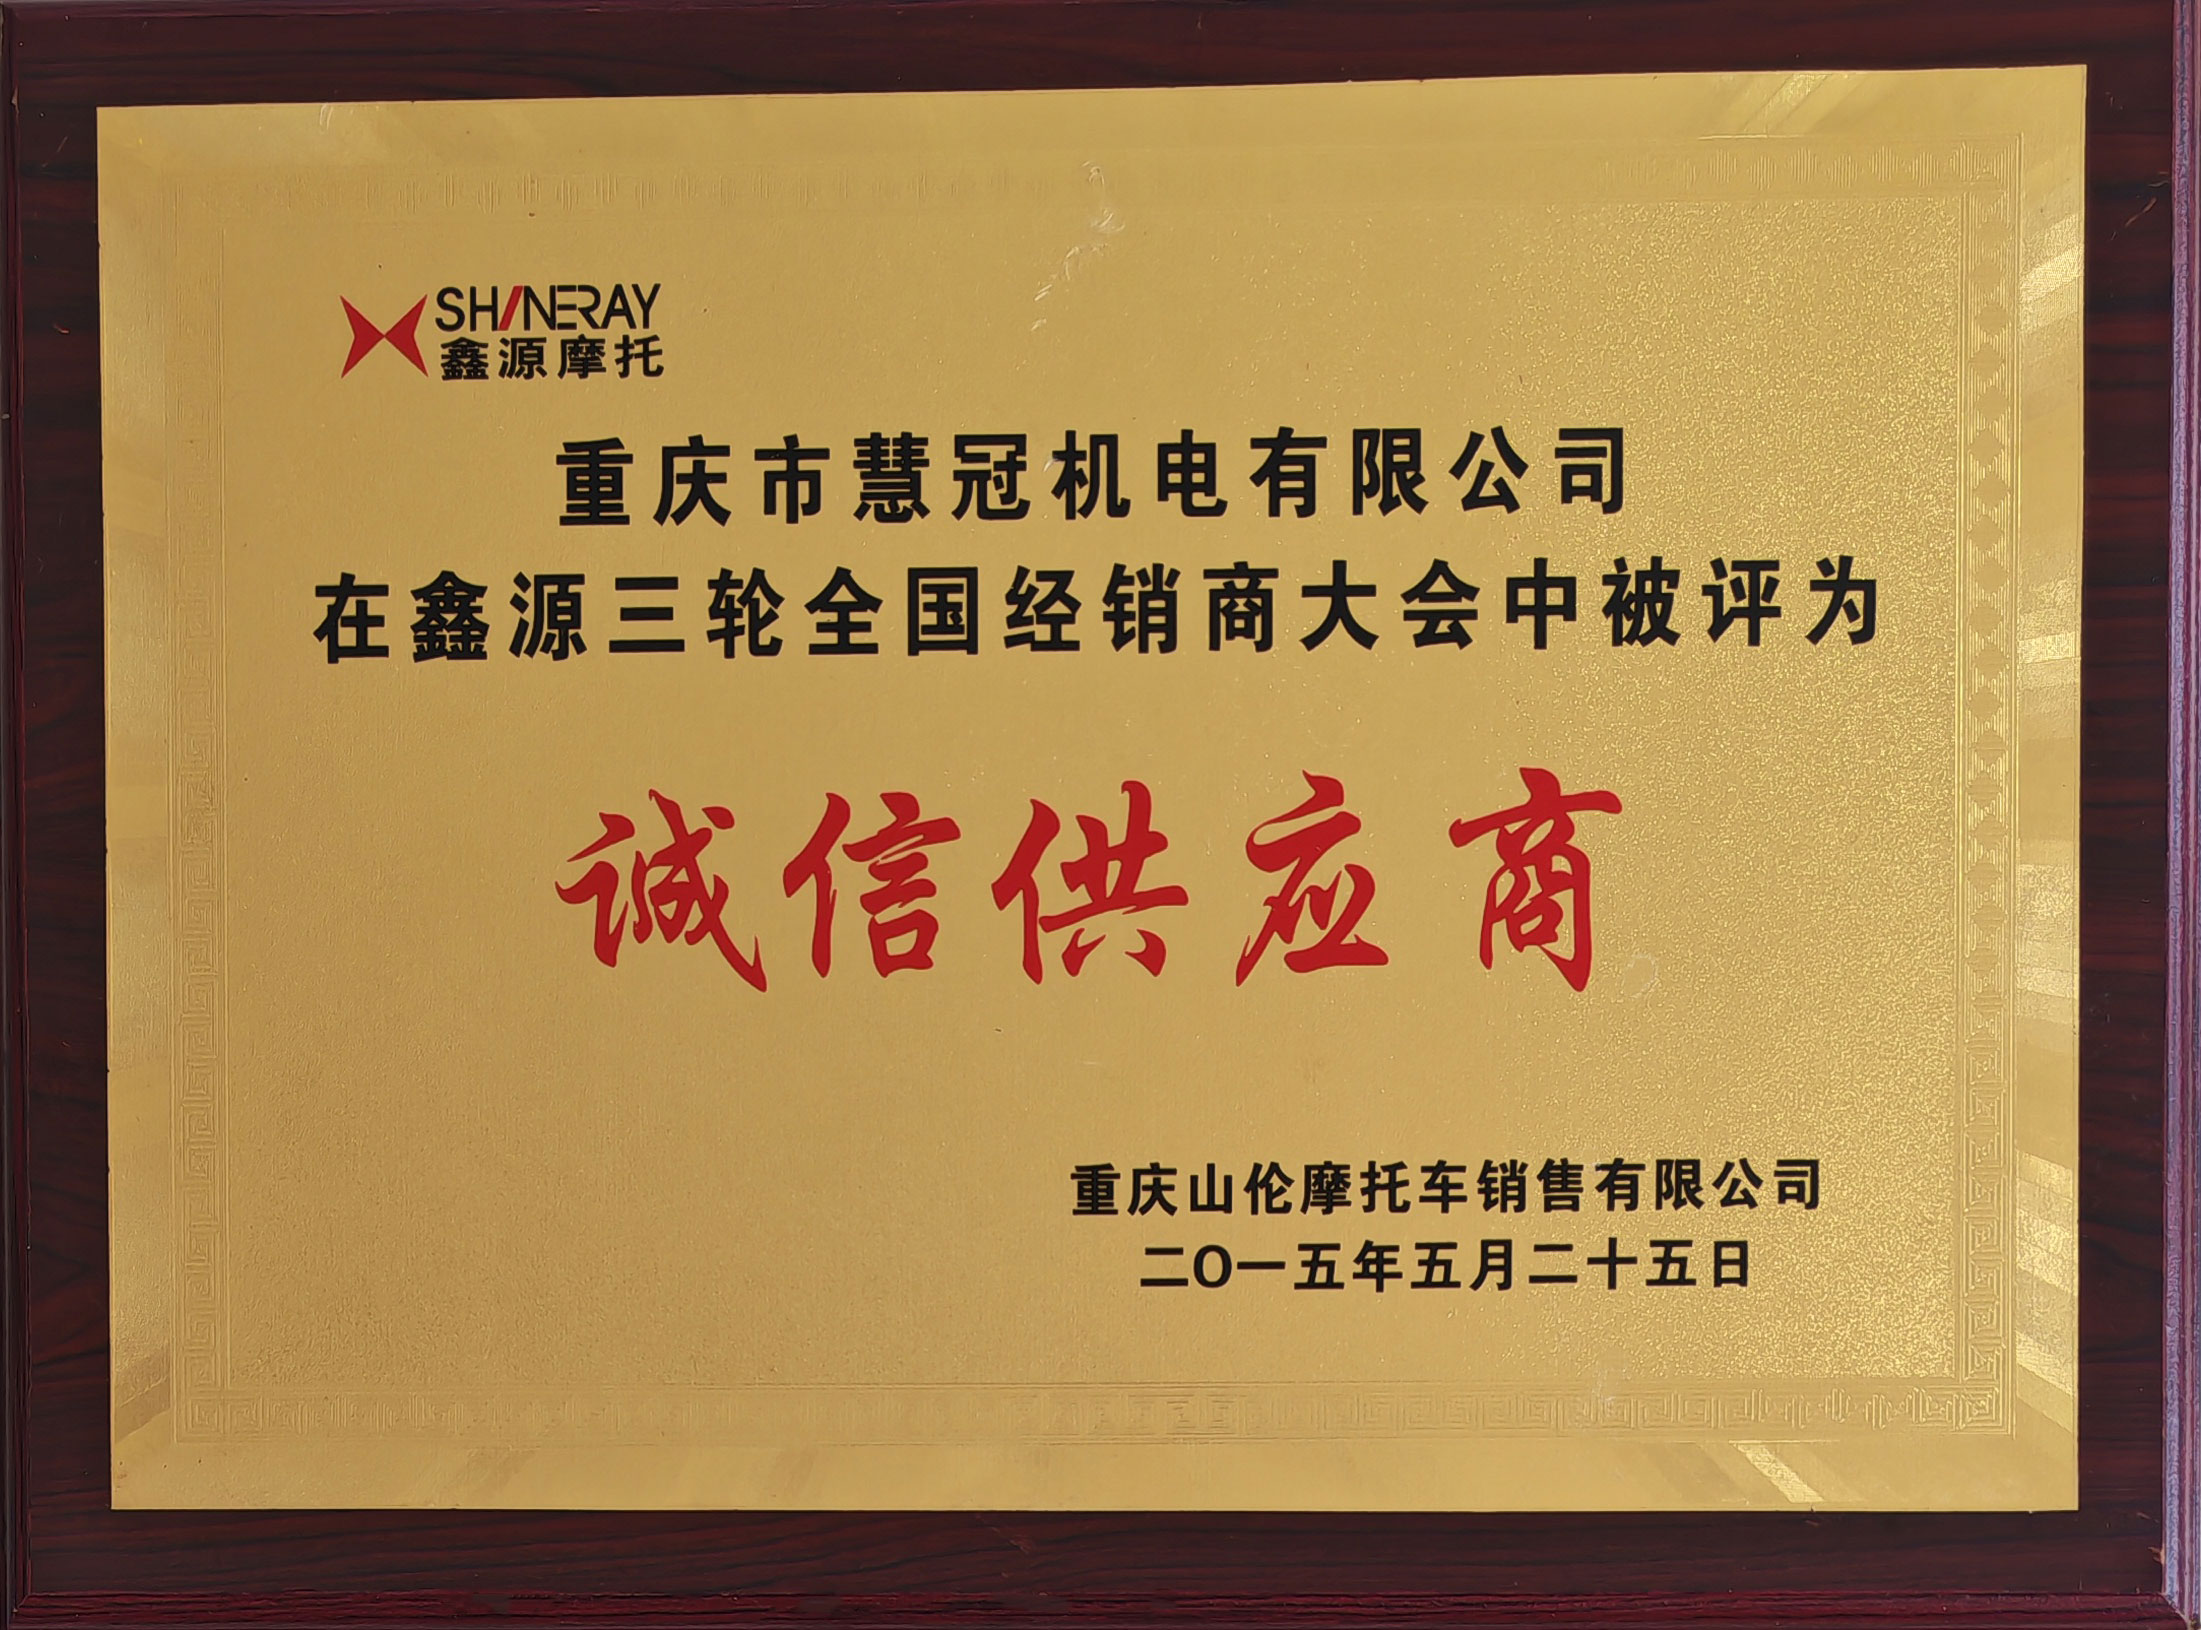 SHINERAY
鑫源摩托
重庆市慧冠机电有限公司
在鑫源三轮全国经销商大会中被评为
诚信供应商
重庆山伦摩托车销售有限公司
二O一五年五月二十五日